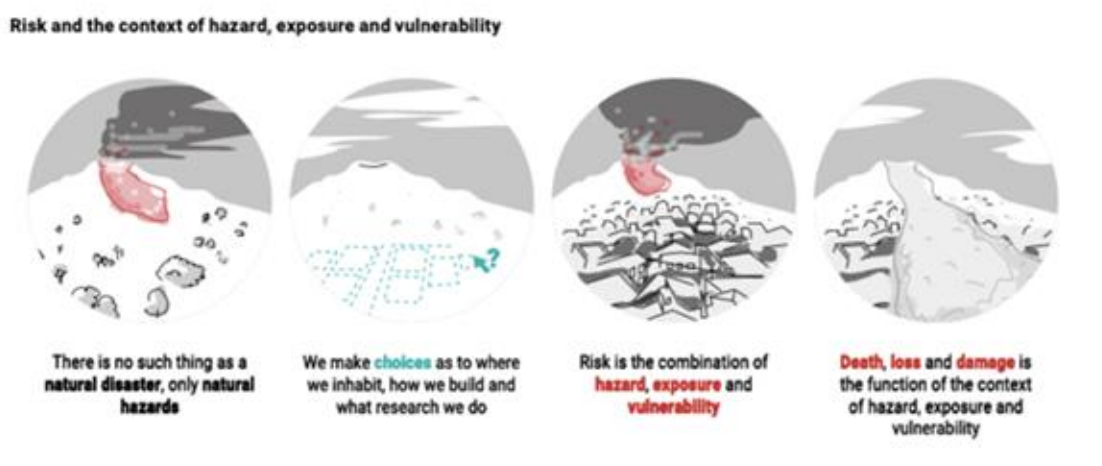 Risk and the context of hazard, exposure and vulnerability
?
There is no such thing as a
natural disaster, only natural
hazards
We make choices as to where
we inhabit, how we build and
what research we do
Risk is the combination of
hazard, exposure and
vulnerability
Death, loss and damage is
the function of the context
of hazard, exposure and
vulnerability